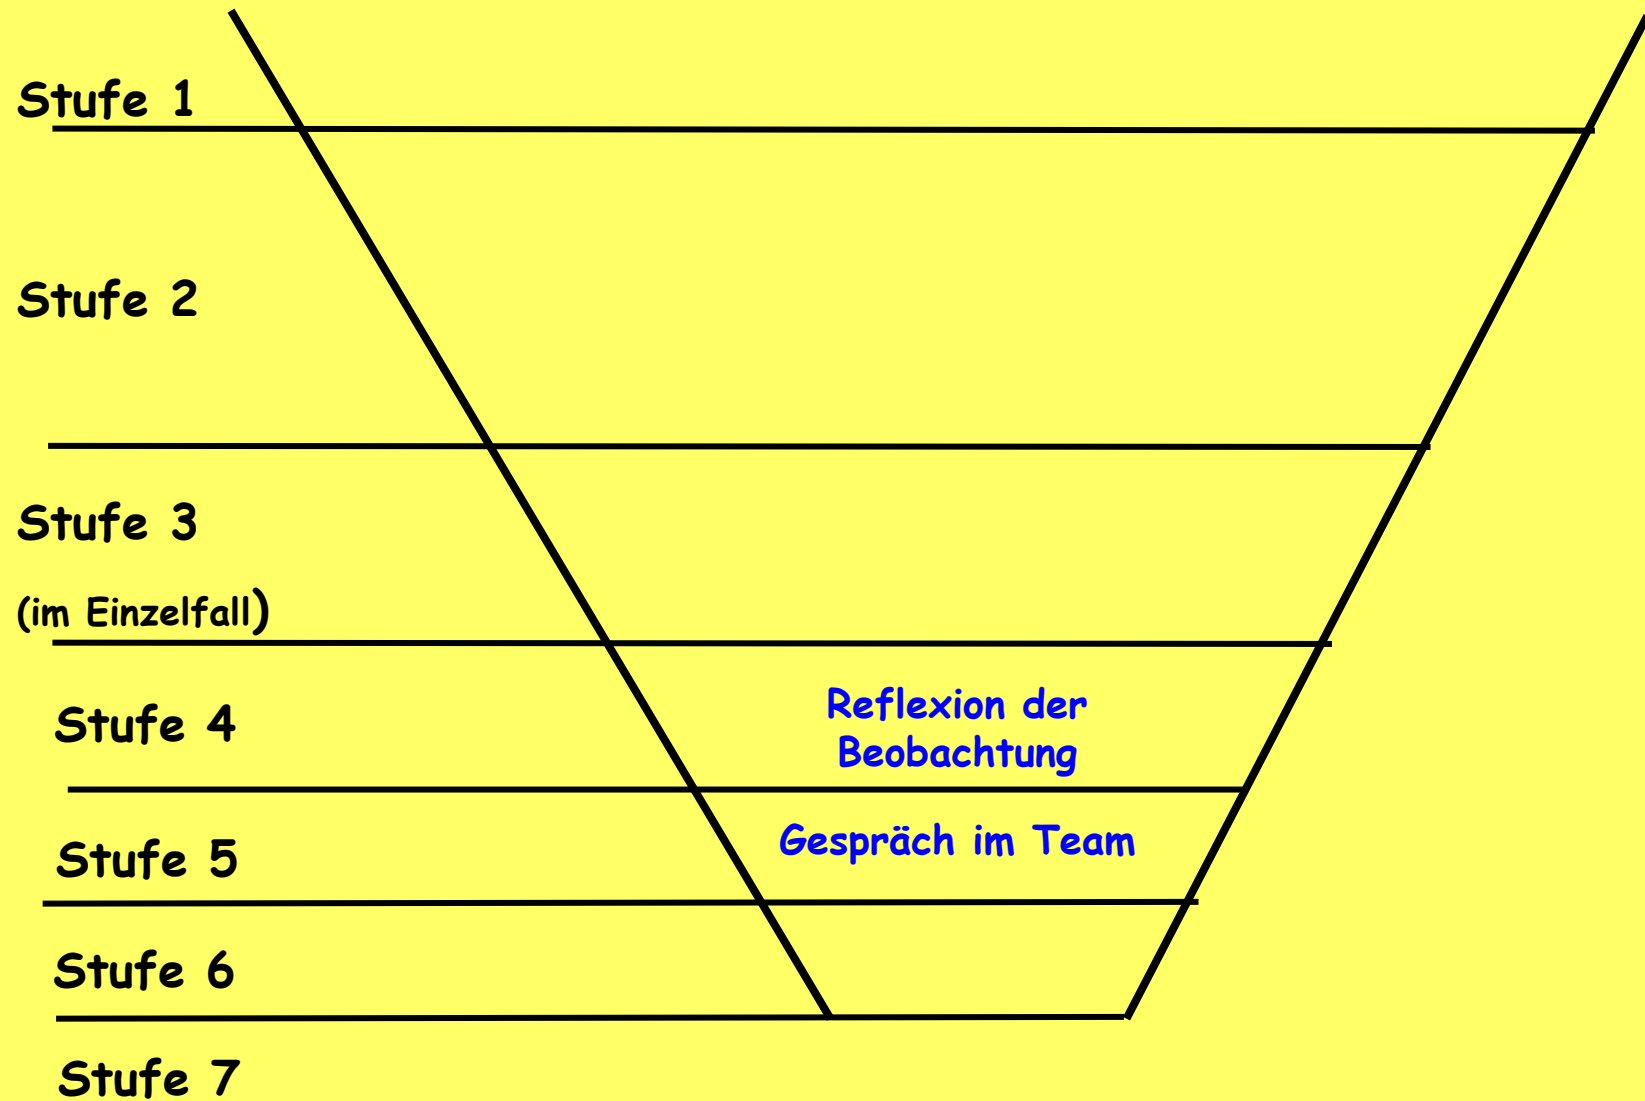 Stufe 1
Stufe 2
Stufe 3
(im Einzelfall)
Stufe 4
Reflexion der
Beobachtung
Stufe 5
Gespräch im Team
Stufe 6
Stufe 7